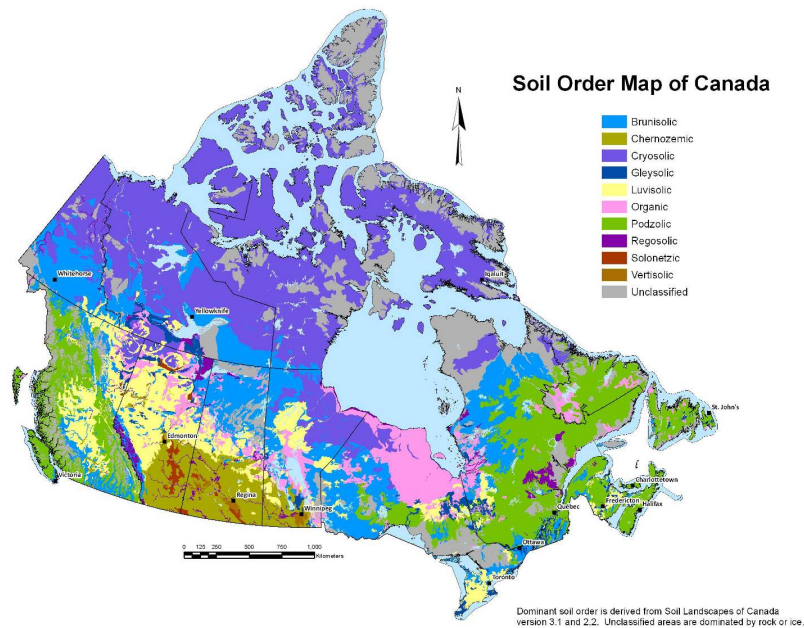 Soil Order Map of Canada
N
Brunisolic
Chernozemic
Cryosolic
Gleysolic
Luvisolic
Organic
Podzolic
Regosolic
Solonetzic
Vertisolic
Unclassified
Whitehorse
Iqaluit
Yellowknife
St. John's
Edmonton
Victoria
Regina
Winnipeg
Charlottetown
Quebec
Fredericton
Halifax
Ottawa
Toronto
0 125 250 500 750 1,000
Kilometers
Dominant soil order is derived from Soil Landscapes of Canada
version 3.1 and 2.2. Unclassified areas are dominated by rock or ice.